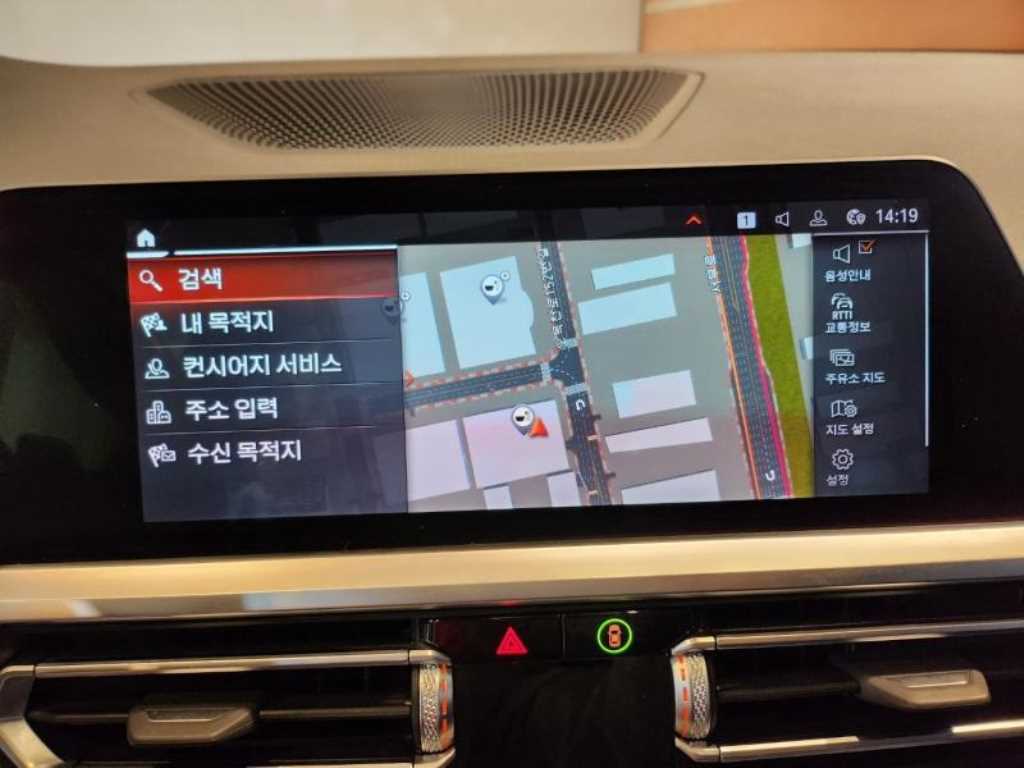 1 14:19
검색
내 목적지
컨시어지 서비스
주소 입력
수신 목적지
음성안내
RTTI
교통정보
주유소 지도
지도 설정
설정